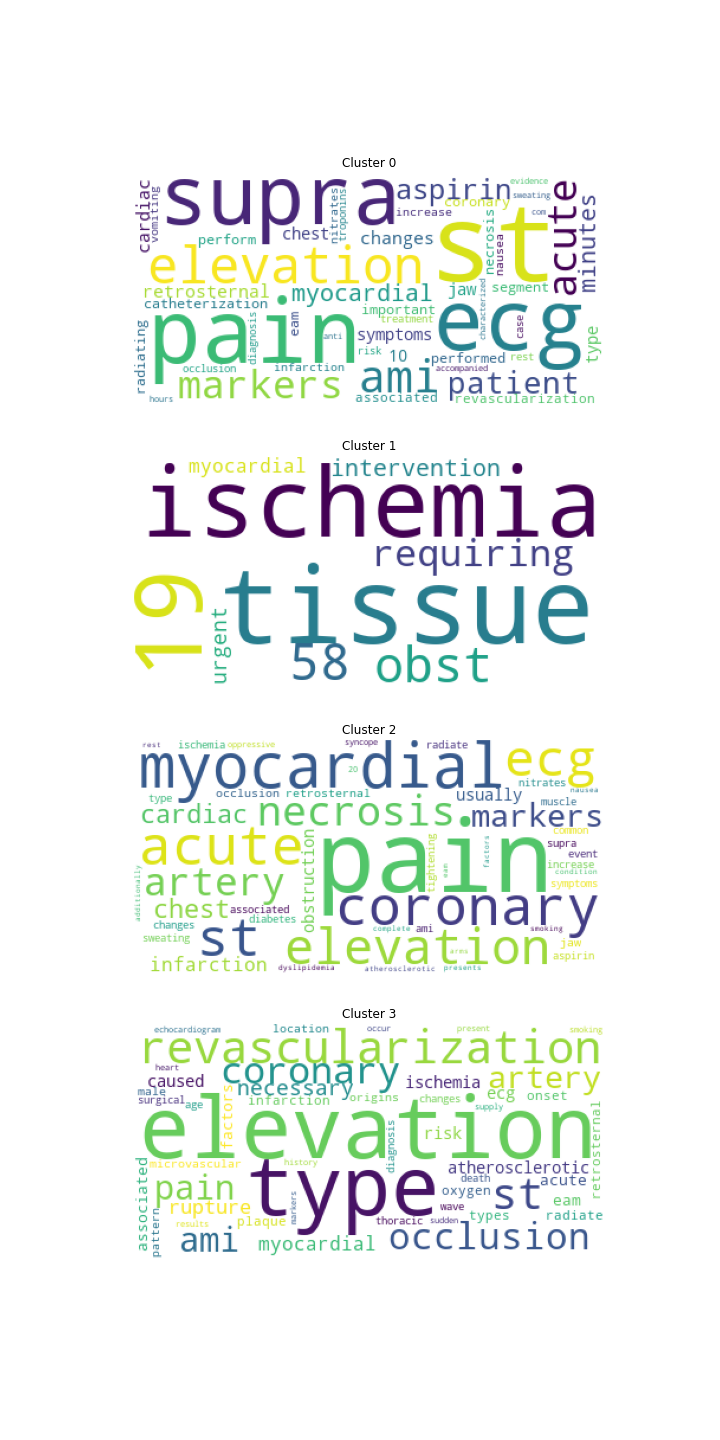 Cluster 0
supra
aspirin
evidence
sweating
coronary
com
increase
cardiac
vomiting
nitrates
troponins
st
necrosis
nausea
acute
minutes
perform
chest
changes
elevation
retrosternal
myocardial
jaw
segment
catheterization
important
treatment
characterized
pain
ecg
case
type
radiating
diagnosis
eam
anti
symptoms
risk
10
performed
rest
occlusion
infarction
ami
accompanied
markers
patient
hours
associated
revascularization
Cluster 1
myocardial
intervention
ischemia
requiring
19
tissue
urgent
58
obst
Cluster 2
rest
ischemia
oppressive
syncope
radiate
myocardial
ecg
20
nitrates
nausea
occlusion
retrosternal
usually
type
muscle
cardiac
necrosis
markers
acute
pain
common
supra
event
factors
tightening
eam
increase
condition
artery
obstruction
symptoms
additionally
chest
associated
coronary
diabetes
changes
st
complete
ami
smoking
sweating
elevation
arms
jaw
aspirin
infarction
dyslipidemia
atherosclerotic
presents
Cluster 3
echocardiogram
location
occur
present
smoking
revascularization
heart
coronary
artery
caused
necessary
ischemia
male
surgical
age
factors
infarction
origins
changes
ecg
onset
supply
elevation
risk
diagnosis
retrosternal
microvascular
history
atherosclerotic
associated
pain
type
death
oxygen
st
acute
eam
rupture
markers
wave
types
radiate
pattern
results
plaque
thoracic
sudden
ami
myocardial
occlusion